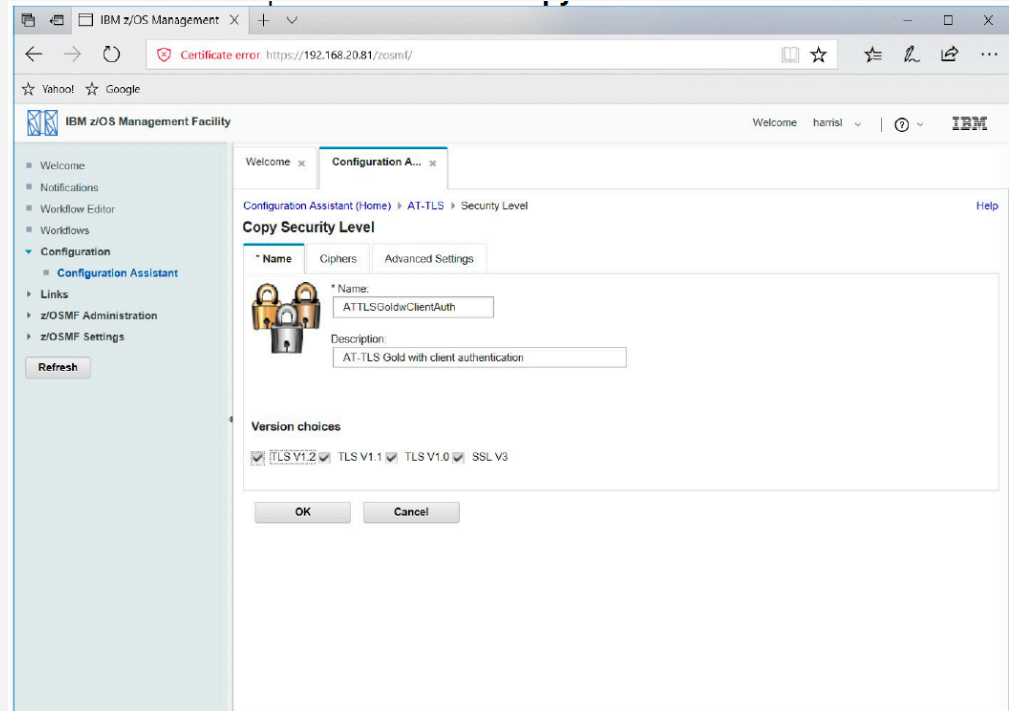 py
IBM z/OS Management
Certificate error https://192.168.20.81/zosmf/
Yahoo! Google
IBM z/OS Management Facility
Welcome harrisl
IBM
Welcome
Notifications
Workflow Editor
Workflows
Configuration
Configuration Assistant
Links
z/OSMF Administration
z/OSMF Settings
Refresh
Welcome x Configuration A... x
Configuration Assistant (Home) AT-TLS Security Level Help
Copy Security Level
* Name Ciphers Advanced Settings
* Name:
ATTLSGoldwClientAuth
Description:
AT-TLS Gold with client authentication
Version choices
TLS V1.2 TLS V1.1 TLS V1.0 SSL V3
OK Cancel